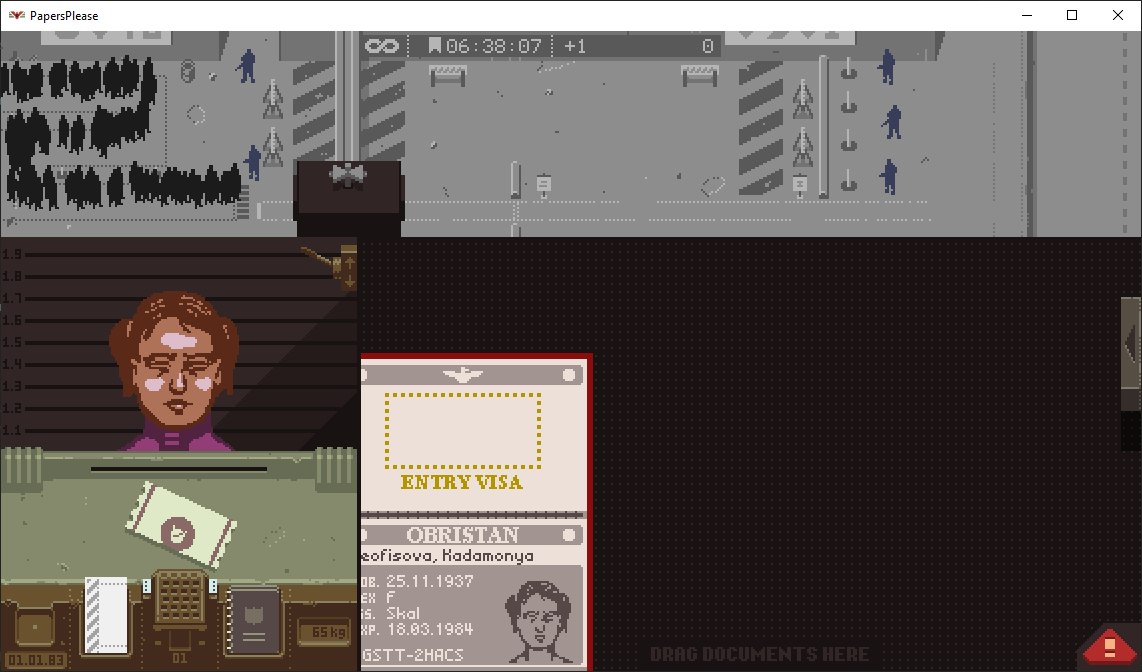 PapersPlease
06:38:07
+1
0
1.9
1.8
1.7
1.6
1.5
1.4
1.3
1.2
1.1
ENTRY VISA
OBRISTAN
eofisova, Kadamonya
OB. 25.11.1937
EX F
S. Skal
XP. 18.03.1984
GSTT-2HACS
65kg
01.01.83
01
DRAG DOCUMENTS HERE